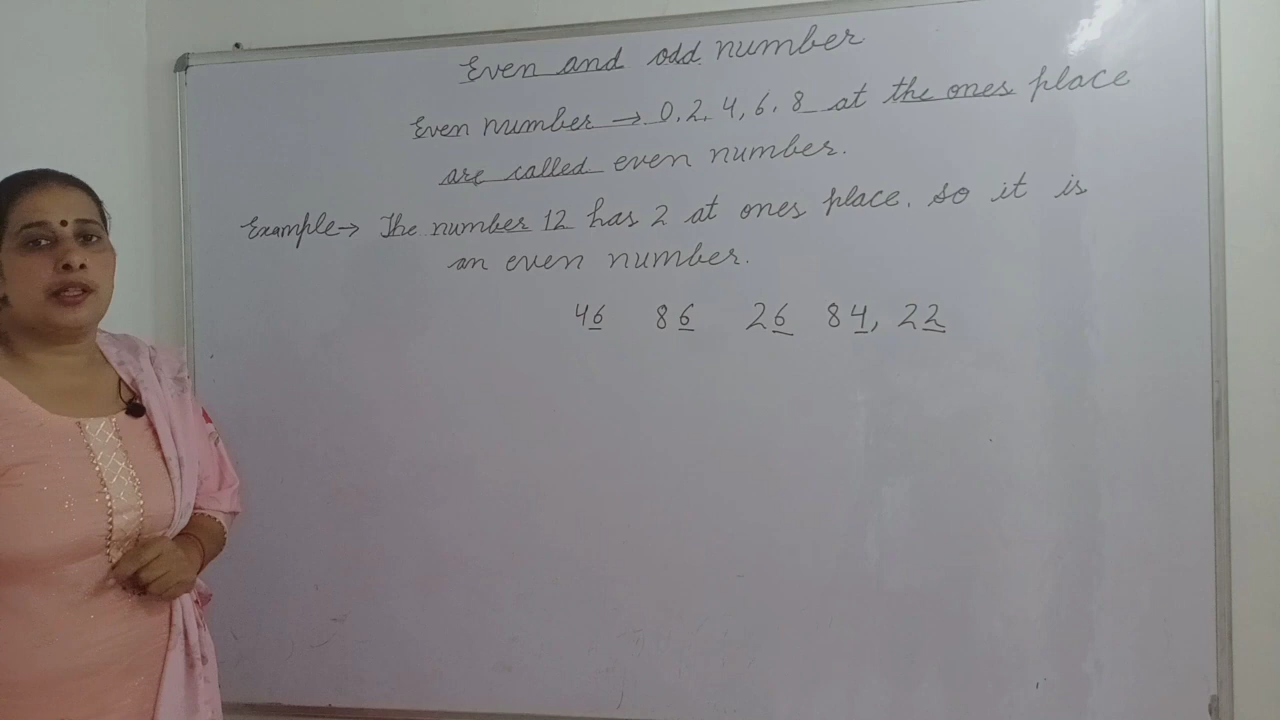 Even and odd number
Even number → 0, 2, 4, 6, 8 at the ones place
are called even number.
Example → The number 12 has 2 at ones place. so it is
an even number.
46 86 26 84, 22